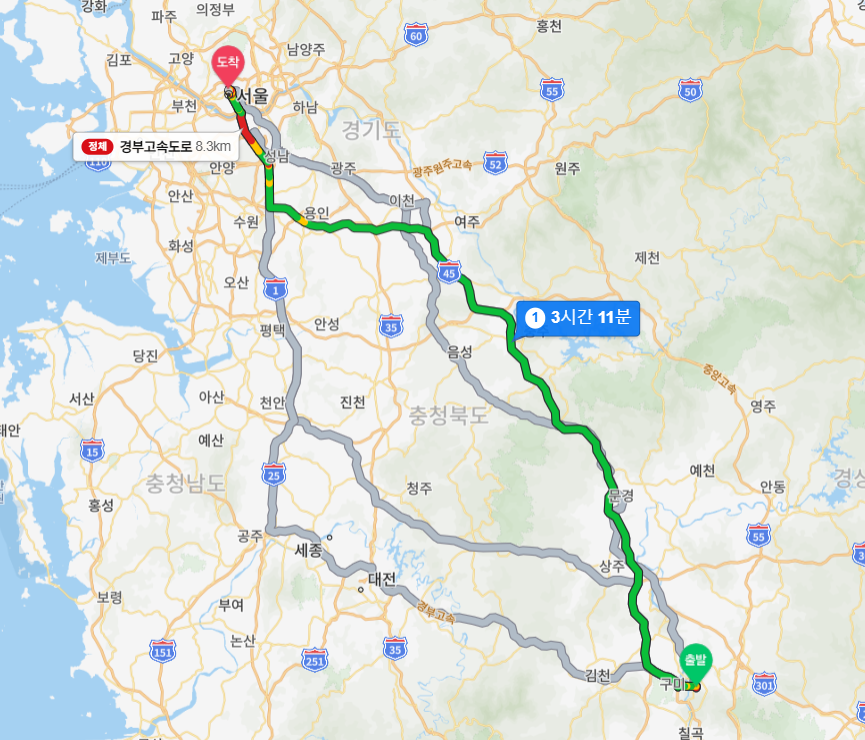 강화
파주
의정부
60
홍천
남양주
도착
김포
고양
서울
55
50
부천
하남
경기도
정체 경부고속도로 8.3km
110
성남
안양
광주
광주원주고속
52
원주
안산
이천
수원
용인
여주
화성
제부도
45
제천
오산
1
1 3시간 11분
평택
안성
35
당진
음성
중앙고속
서산
아산
천안
진천
영주
태안
충청북도
예산
15
25
예천
충청남도
청주
안동
홍성
문경
공주
55
세종
상주
대전
보령
부여
경부고속
논산
151
251
35
출발
김천
구미
301
칠곡